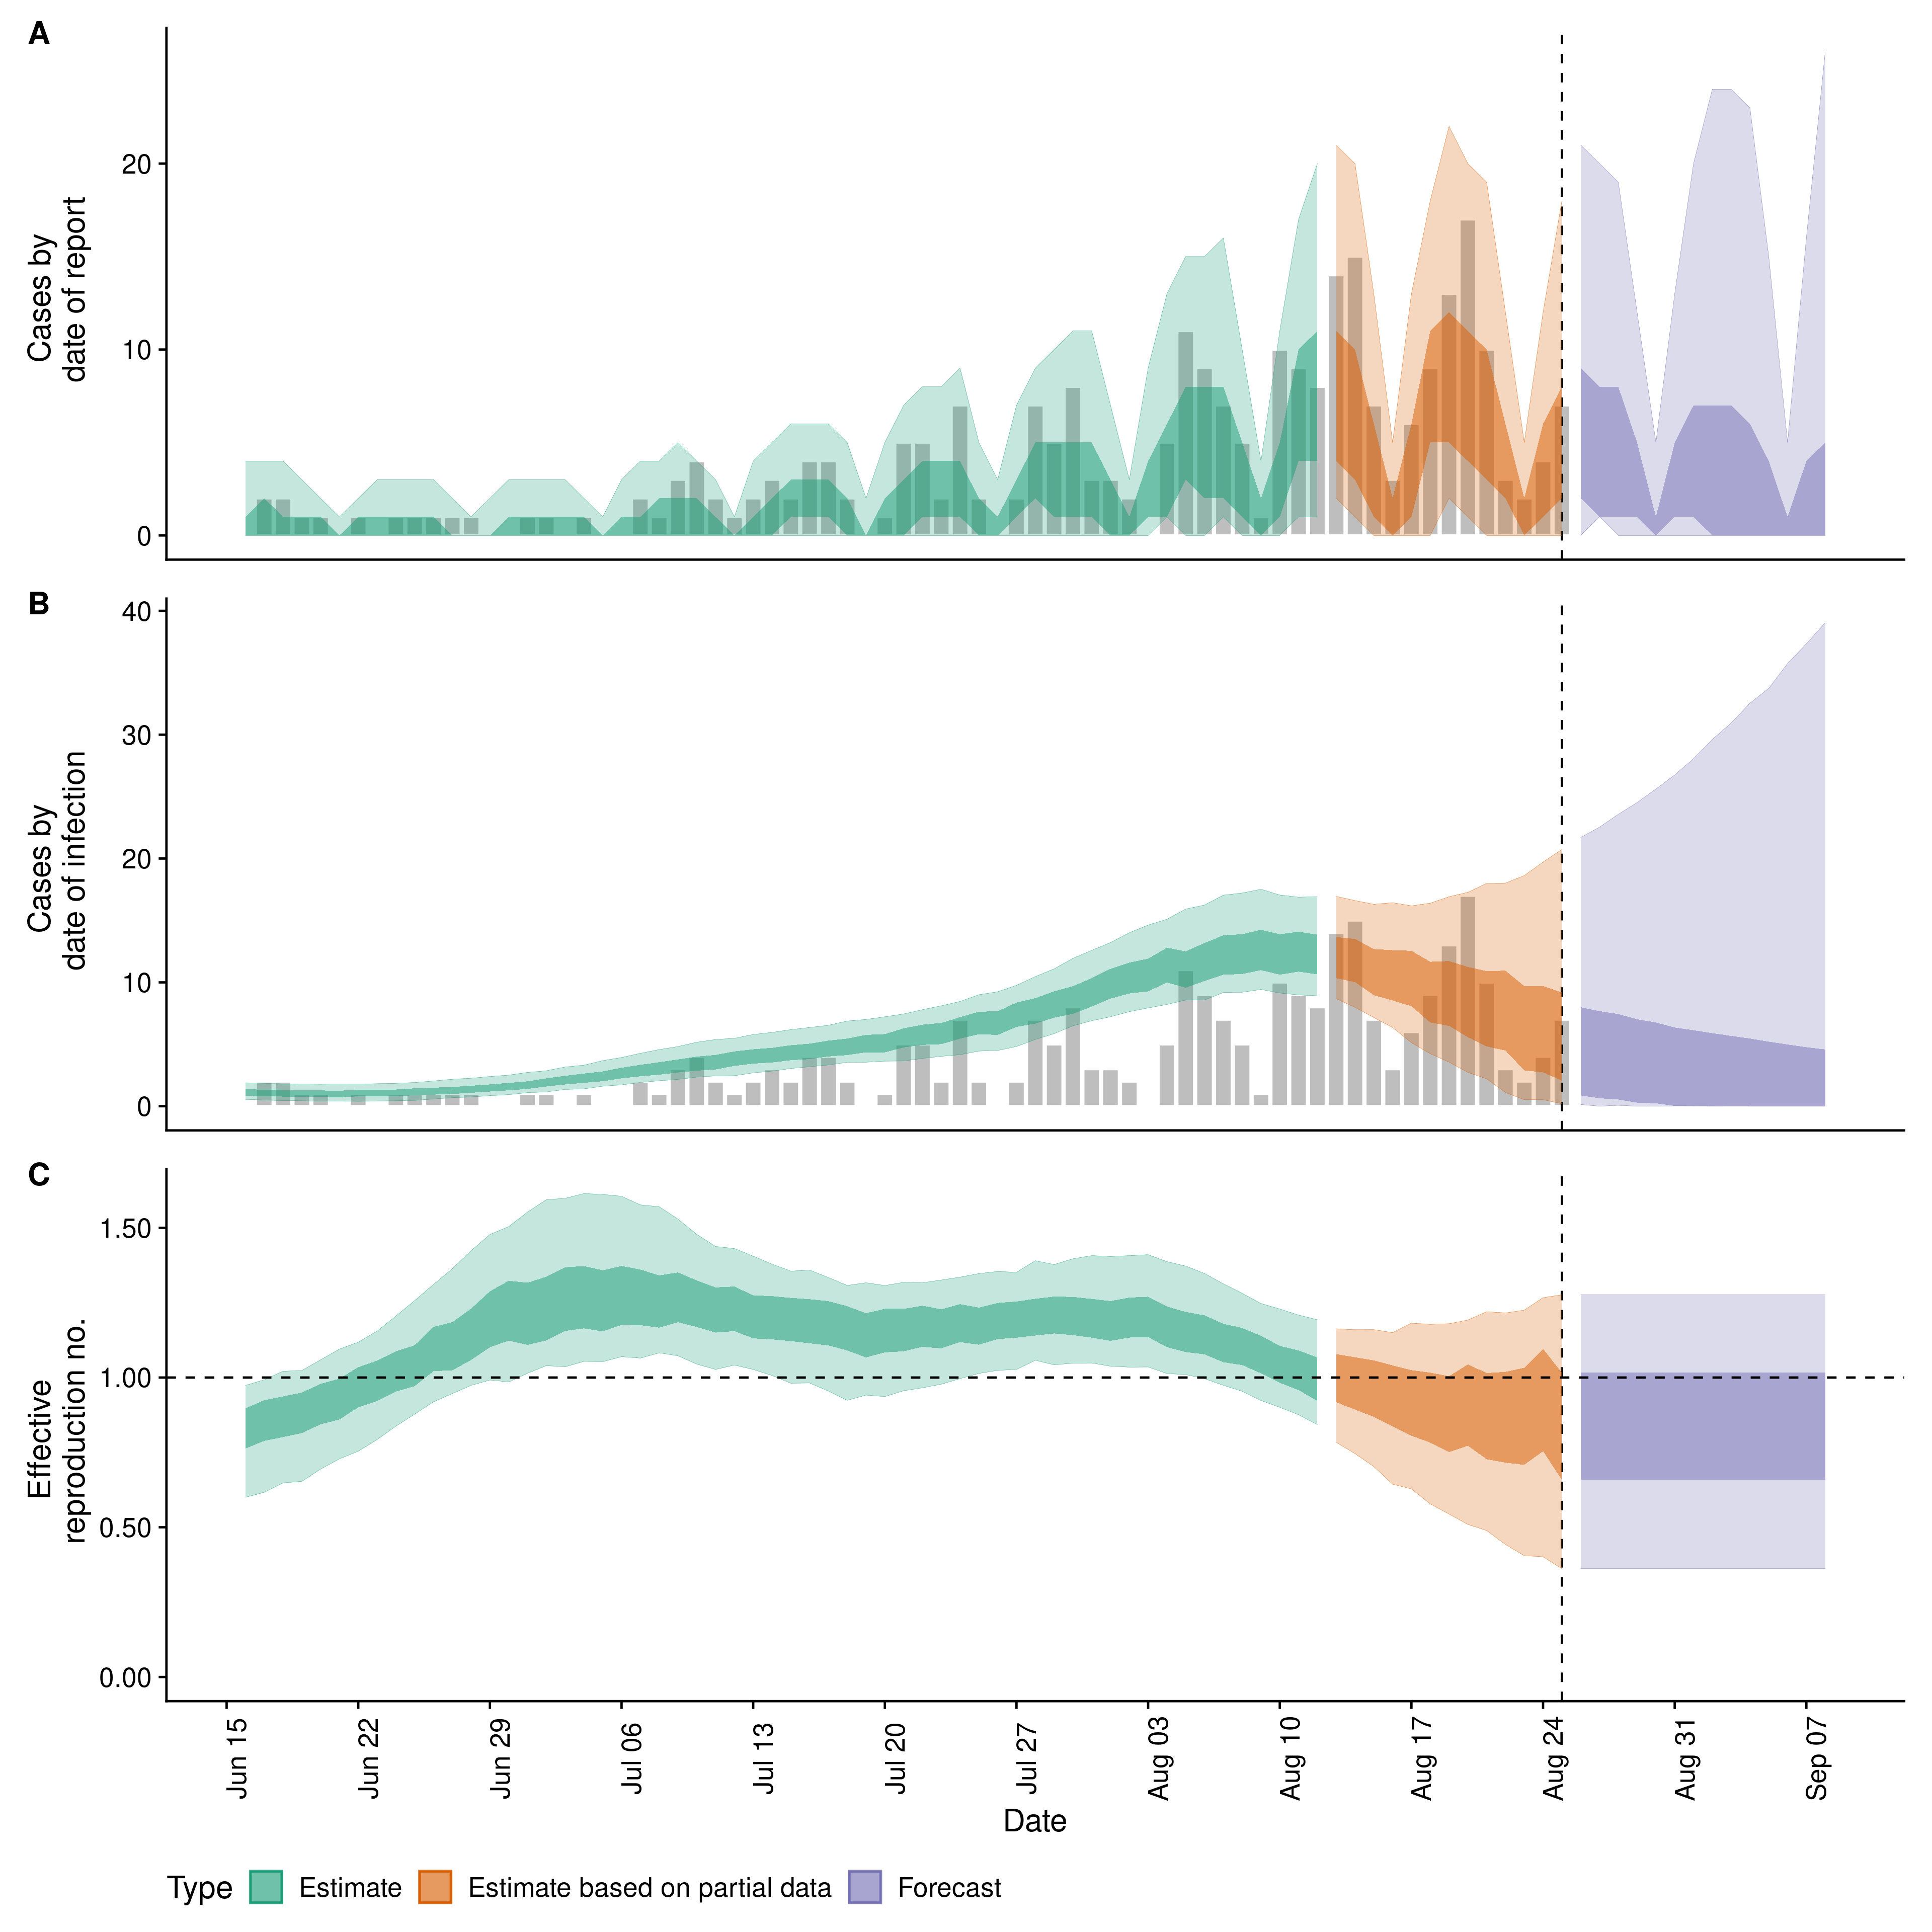 A
Cases by
date of report
20
10
0
B
Cases by
date of infection
40
30
20
10
0
C
Effective
reproduction no.
1.50
1.00
0.50
0.00
Jun 15
Jun 22
Jun 29
Jul 06
Jul 13
Jul 20
Jul 27
Aug 03
Aug 10
Aug 17
Aug 24
Aug 31
Sep 07
Date
Type
Estimate
Estimate based on partial data
Forecast